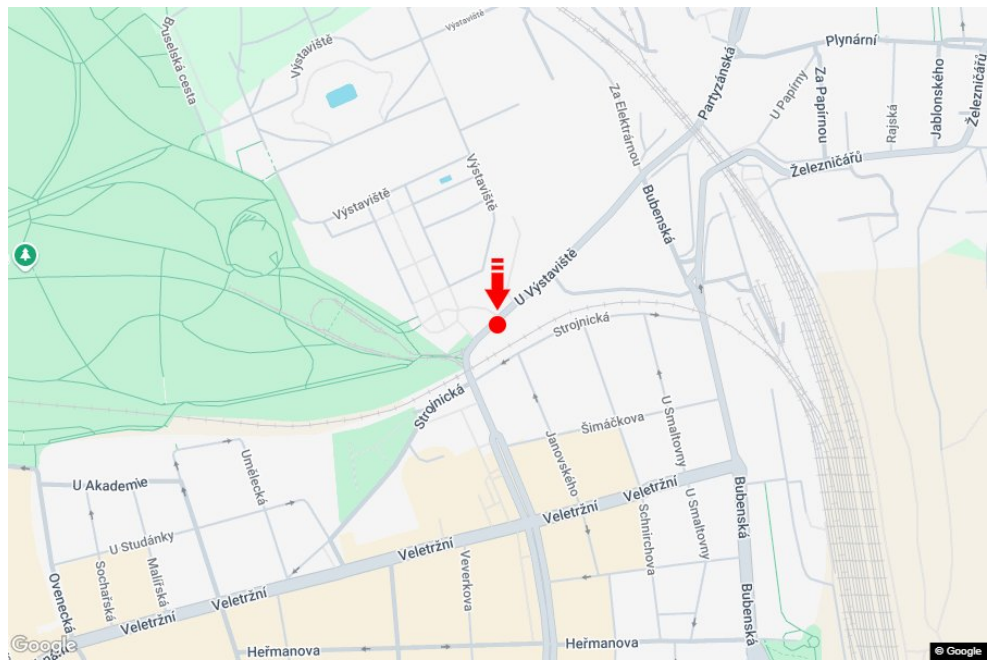 Výstaviště
Bruselská cesta
Výstaviště
Partyzánská
Plynární
Za Elektrárnou
U Papírny
Za Papírnou
Rajská
Jablonského
Železničářů
Železničářů
Výstaviště
Výstaviště
Bubenská
U Výstaviště
Strojnická
Strojnická
Šimáčkova
U Smaltovny
Janovského
Umělecká
U Akademie
Veletržní
Veletržní
Bubenská
Schnirchova
U Smaltovny
U Studánky
Veletržní
Veverkova
Ovenecká
Sochařská
Malířská
Veletržní
Veletržní
Bubenská
Heřmanova
Heřmanova
Google
© Google